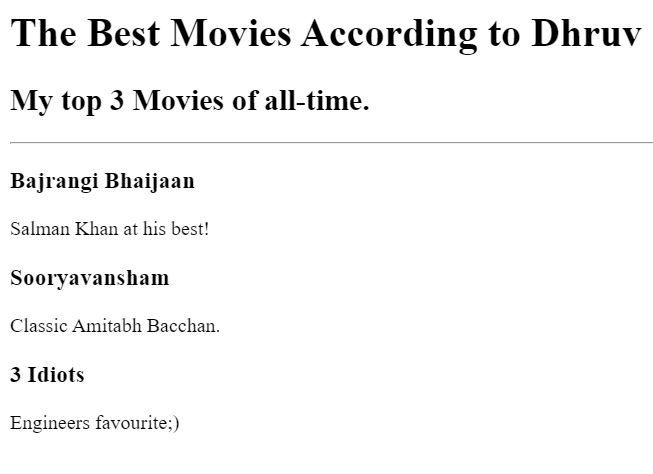 The Best Movies According to Dhruv
My top 3 Movies of all-time.
Bajrangi Bhaijaan
Salman Khan at his best!
Sooryavansham
Classic Amitabh Bacchan.
3 Idiots
Engineers favourite;)